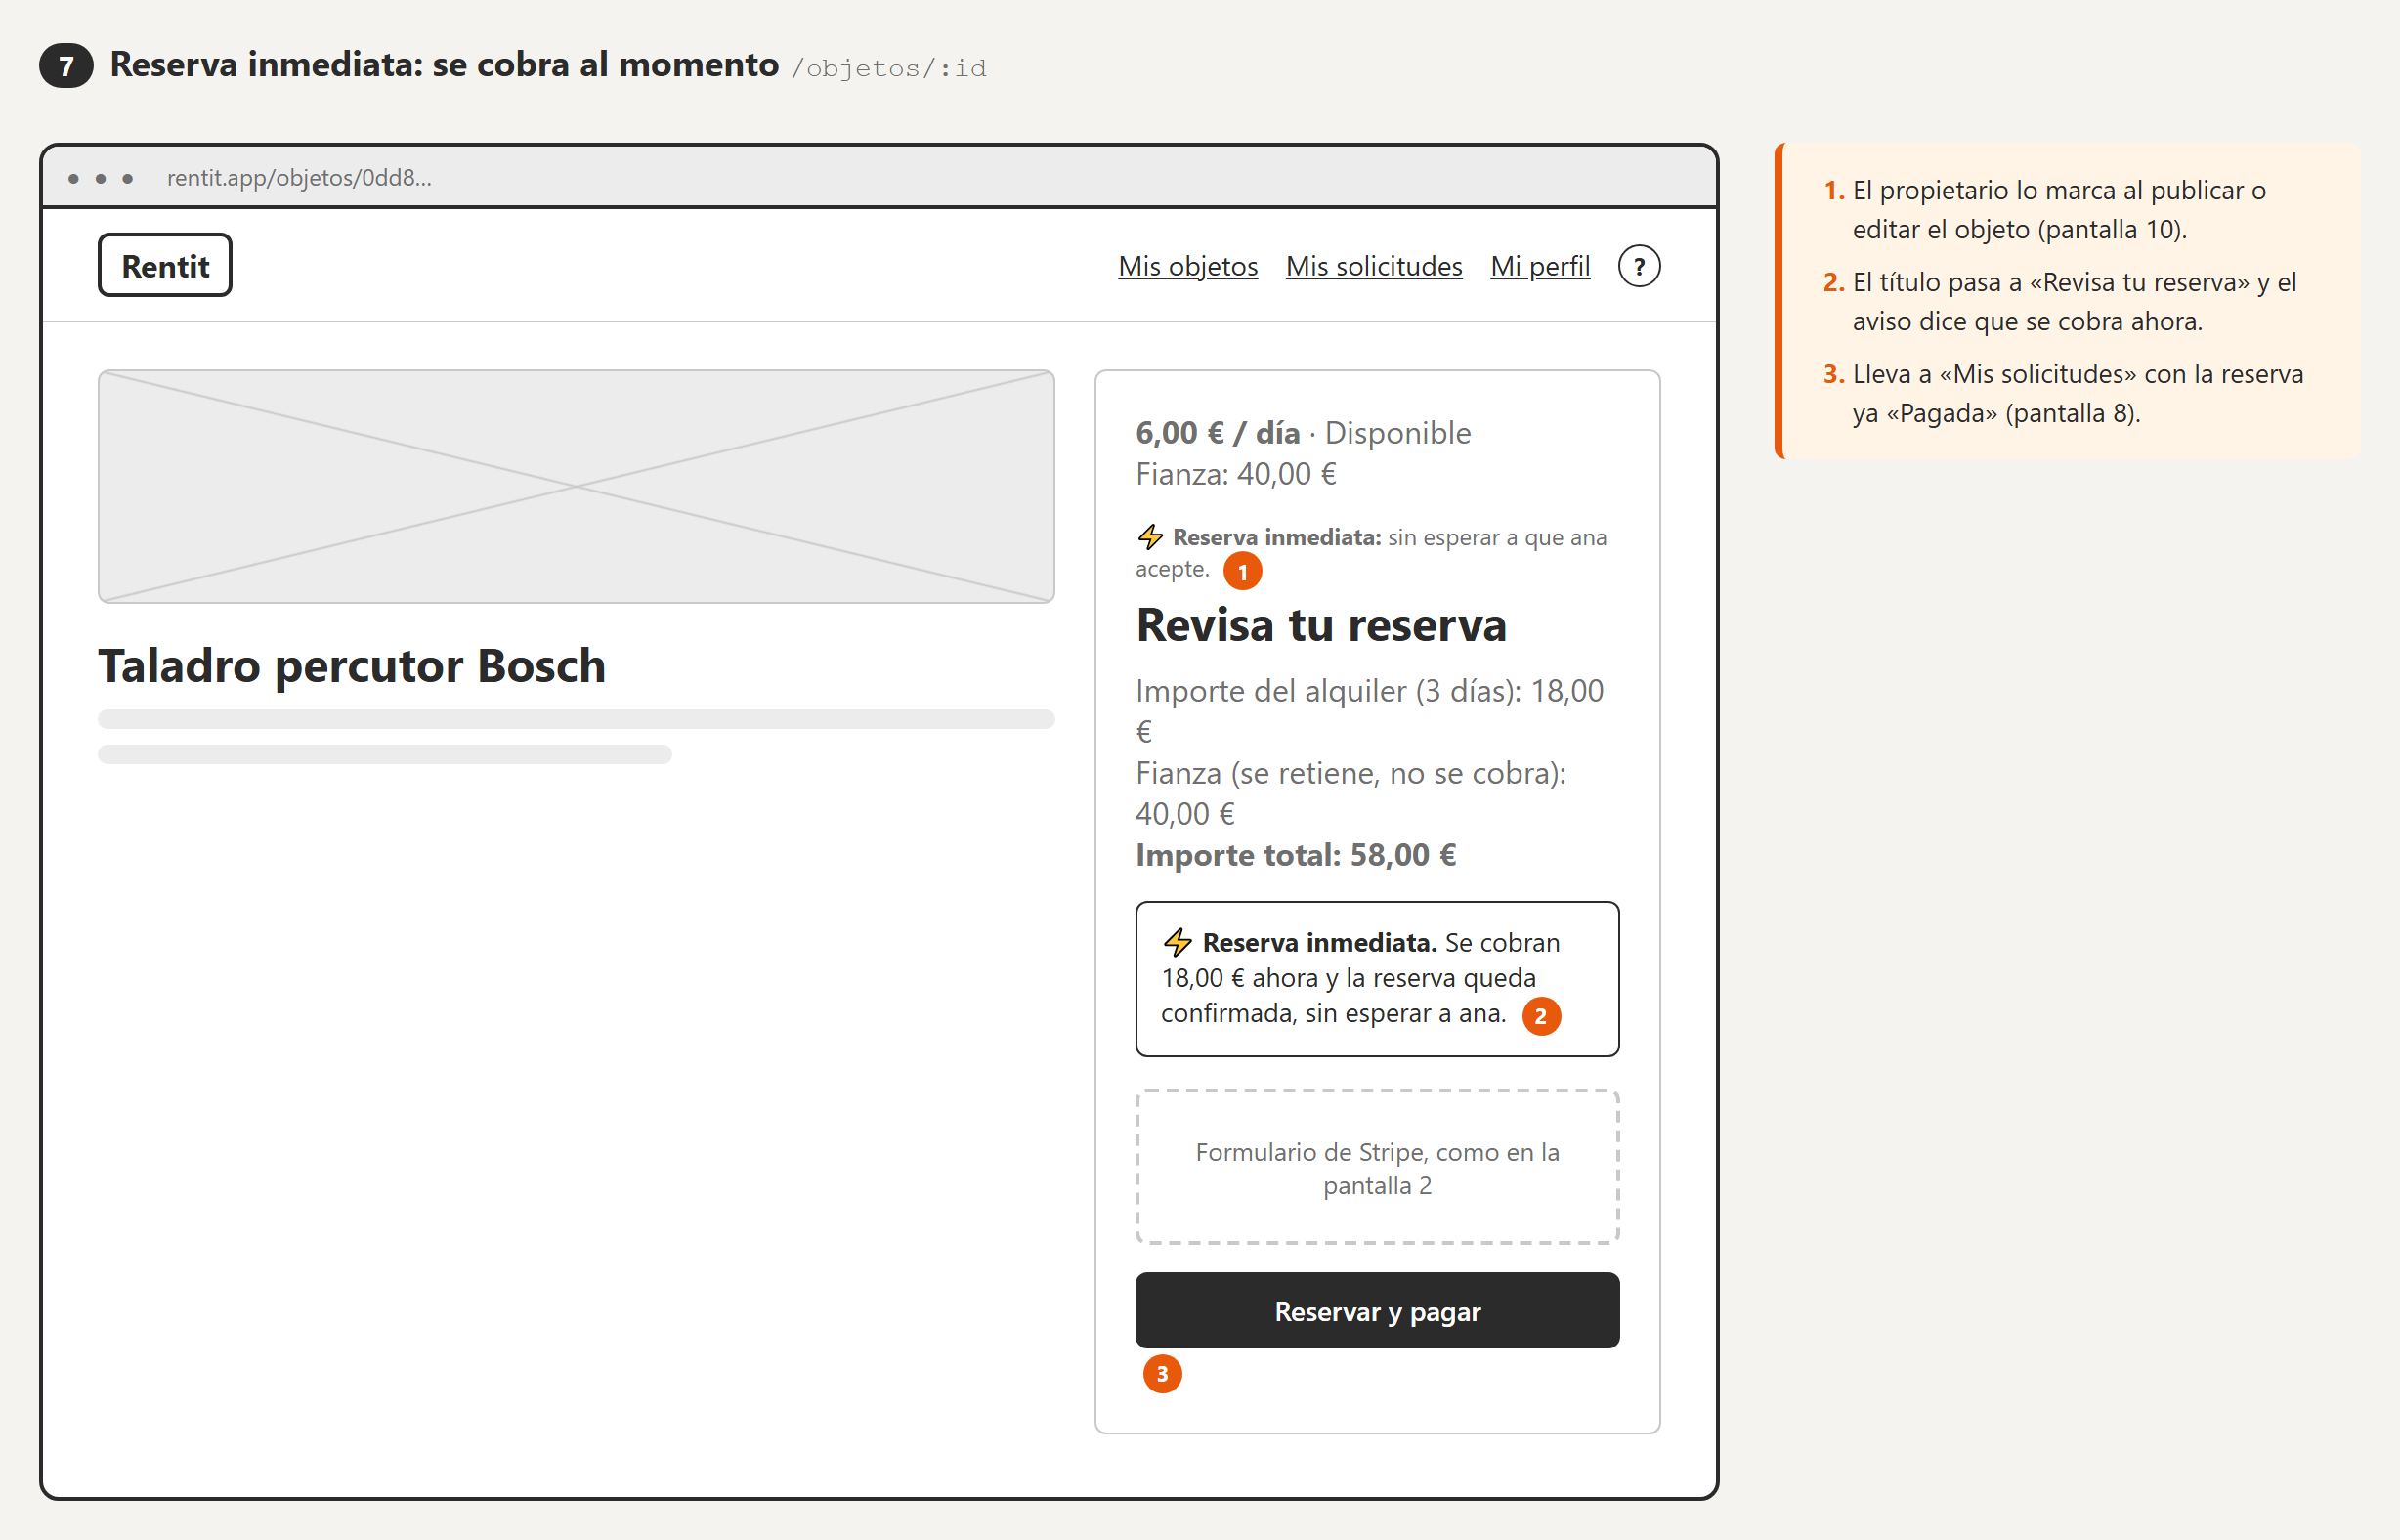 7 Reserva inmediata: se cobra al momento /objetos/:id
rentit.app/objetos/0dd8...
Rentit
Mis objetos Mis solicitudes Mi perfil ?
Taladro percutor Bosch
6,00 € / día · Disponible
Fianza: 40,00 €
⚡ Reserva inmediata: sin esperar a que ana
acepte. 1
Revisa tu reserva
Importe del alquiler (3 días): 18,00
€
Fianza (se retiene, no se cobra):
40,00 €
Importe total: 58,00 €
⚡ Reserva inmediata. Se cobran
18,00 € ahora y la reserva queda
confirmada, sin esperar a ana. 2
Formulario de Stripe, como en la
pantalla 2
Reservar y pagar
3
1. El propietario lo marca al publicar o
editar el objeto (pantalla 10).
2. El título pasa a «Revisa tu reserva» y el
aviso dice que se cobra ahora.
3. Lleva a «Mis solicitudes» con la reserva
ya «Pagada» (pantalla 8).